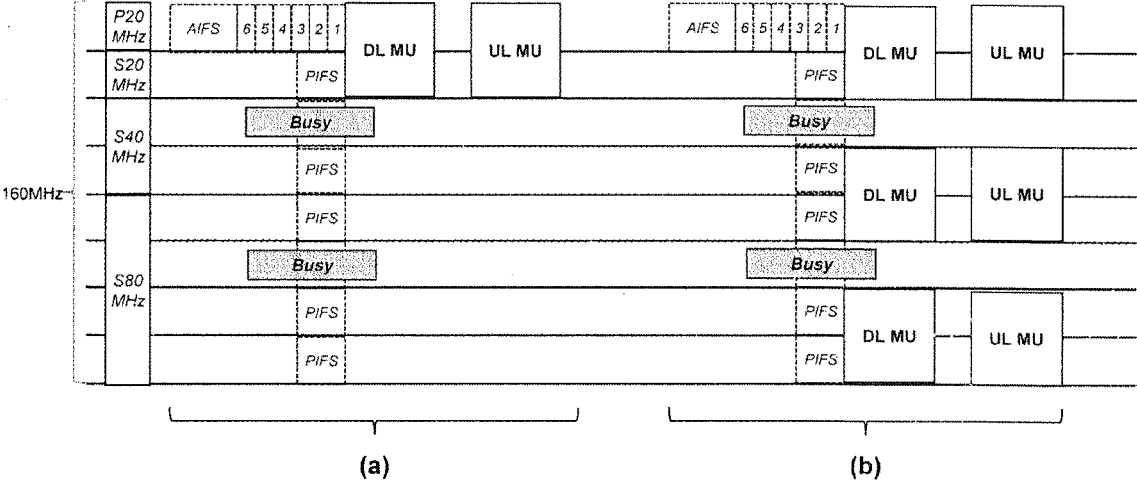 P20 MHz AIFS 6 5 4 3 2 1 DL MU UL MU AIFS 6 5 4 3 2 1 DL MU UL MU
S20 MHz PIFS PIFS
S40 MHz Busy Busy
PIFS PIFS DL MU UL MU
160MHz
PIFS PIFS
S80 MHz Busy Busy
PIFS PIFS DL MU UL MU
PIFS PIFS
(a) (b)